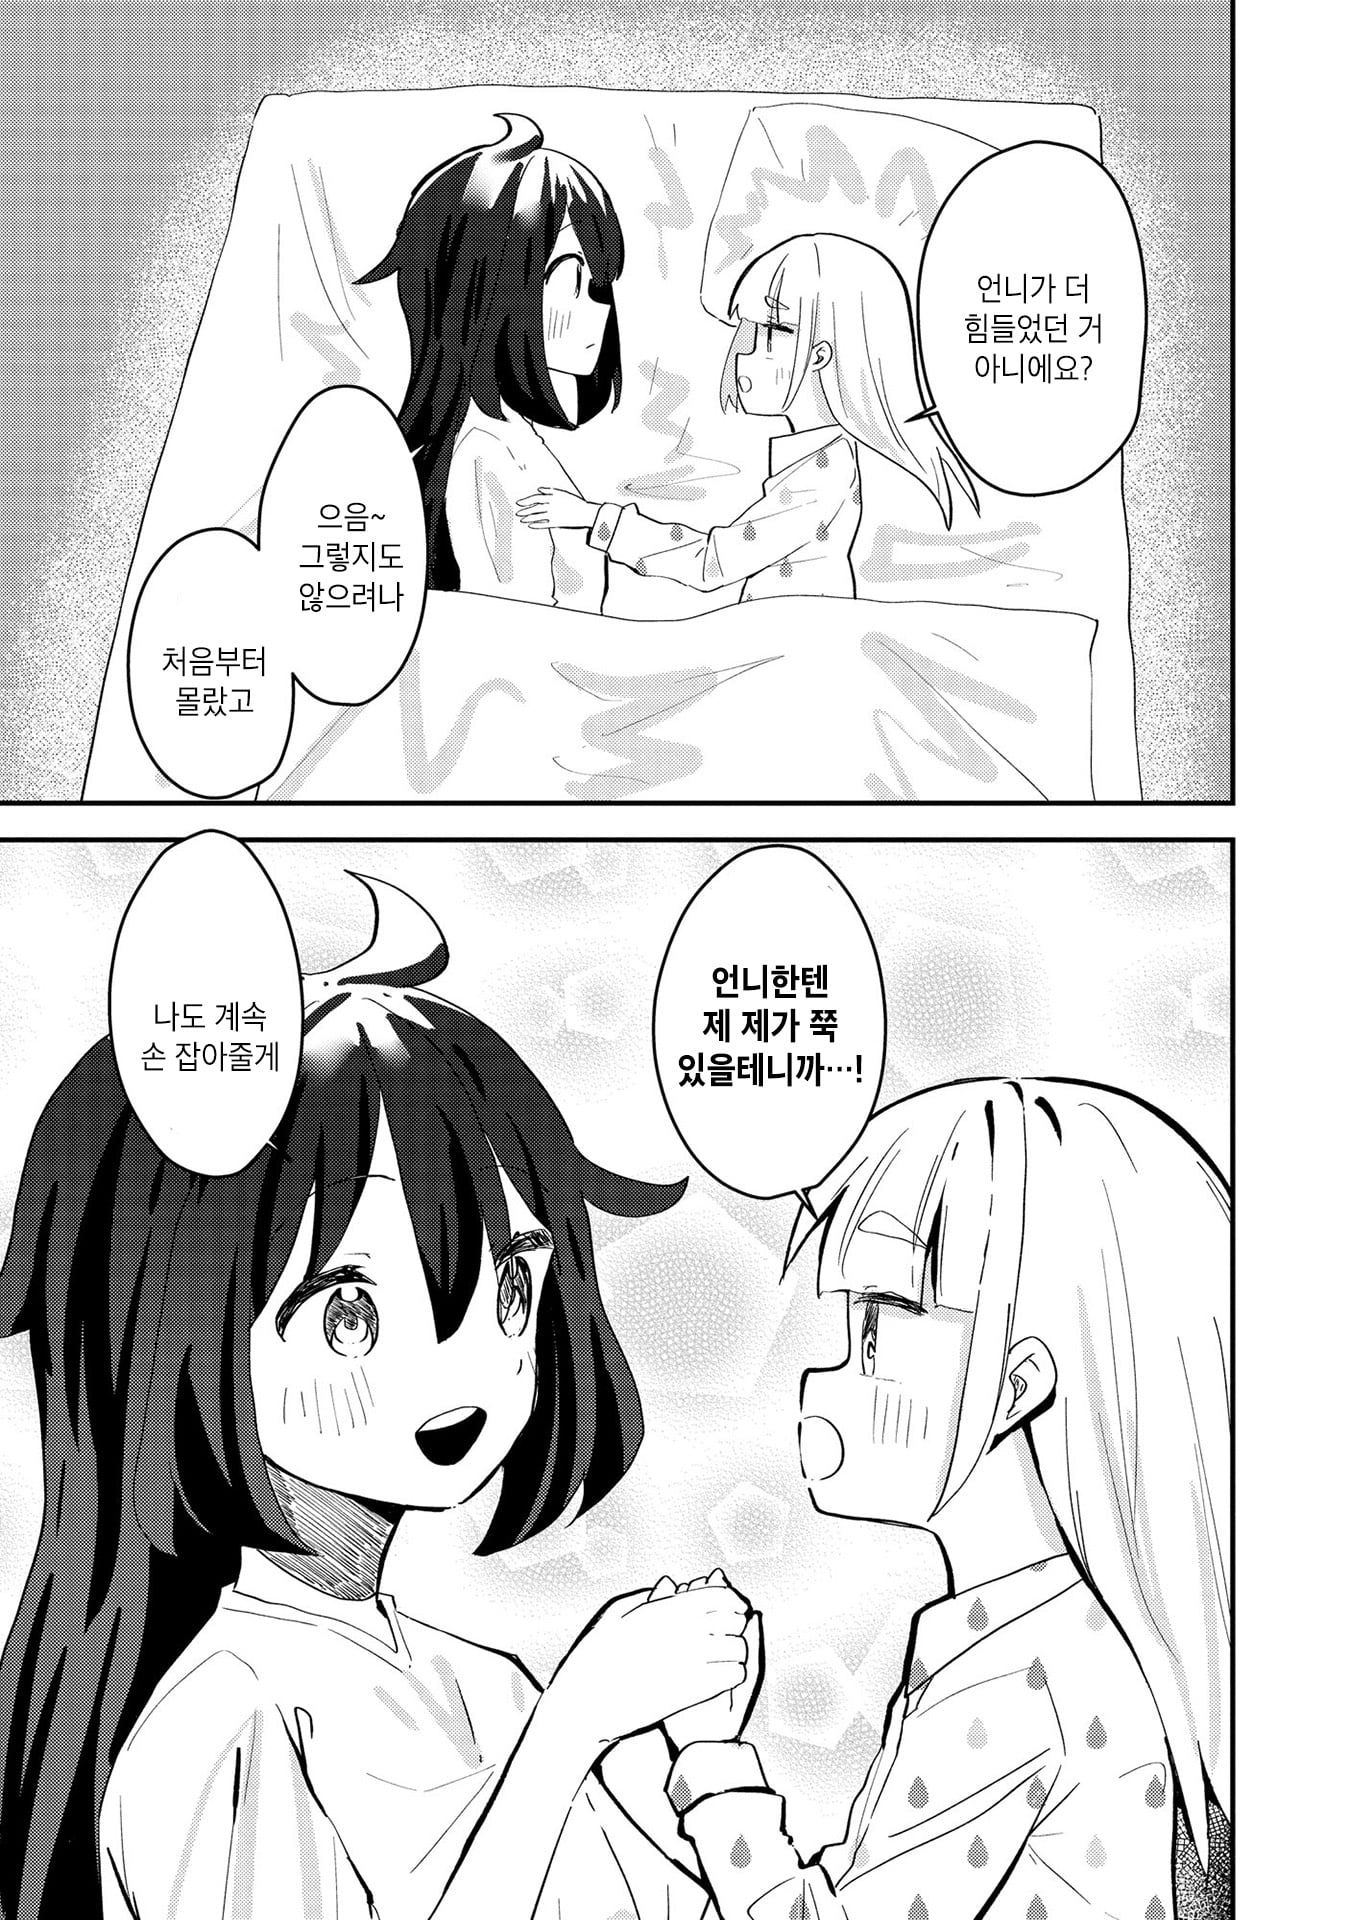 언니가 더
힘들었던 거
아니에요?
으음~
그렇지도
않으려나
처음부터
몰랐고
언니한텐
제 제가 쭉
있을테니까…!
나도 계속
손 잡아줄게